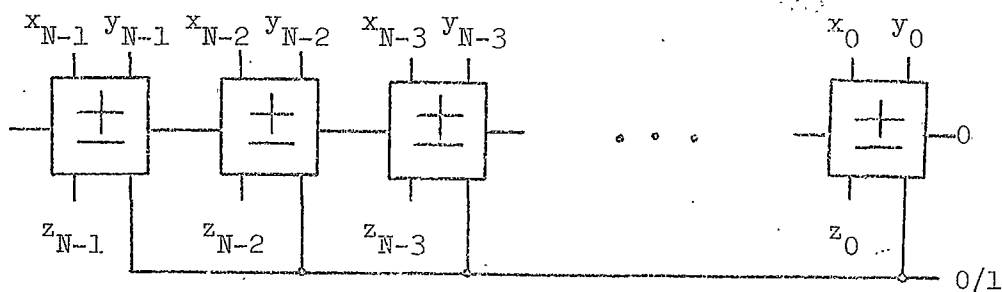 x_{N-1} y_{N-1} x_{N-2} y_{N-2} x_{N-3} y_{N-3} x_0 y_0
± ± ± . . . ± 0
z_{N-1} z_{N-2} z_{N-3} z_0
0/1